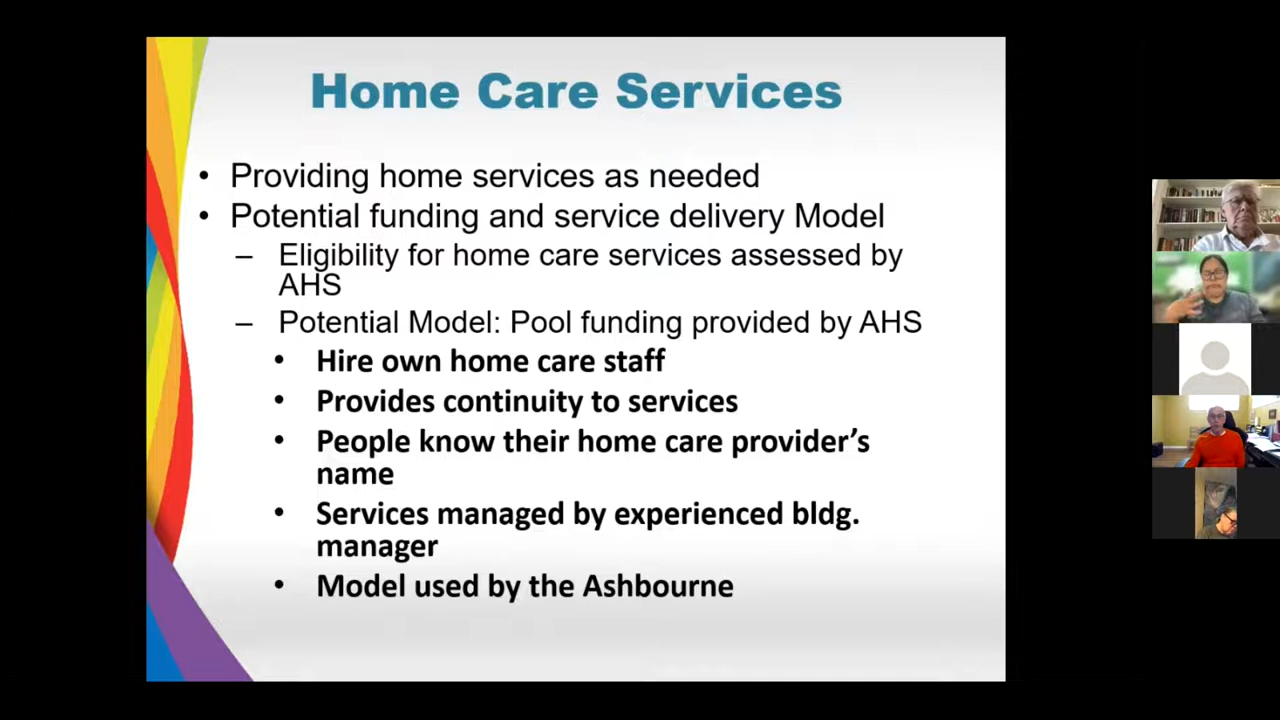 Home Care Services
• Providing home services as needed
• Potential funding and service delivery Model
– Eligibility for home care services assessed by
AHS
– Potential Model: Pool funding provided by AHS
• Hire own home care staff
• Provides continuity to services
• People know their home care provider’s
name
• Services managed by experienced bldg.
manager
• Model used by the Ashbourne